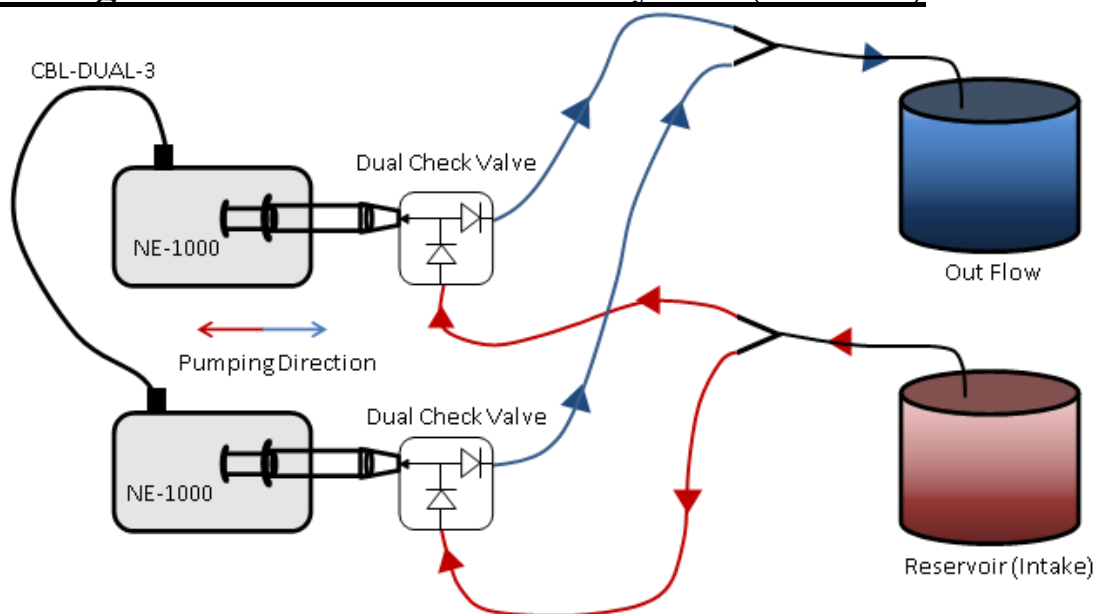 CBL-DUAL-3
Dual Check Valve
NE-1000
Out Flow
Pumping Direction
Dual Check Valve
NE-1000
Reservoir (Intake)